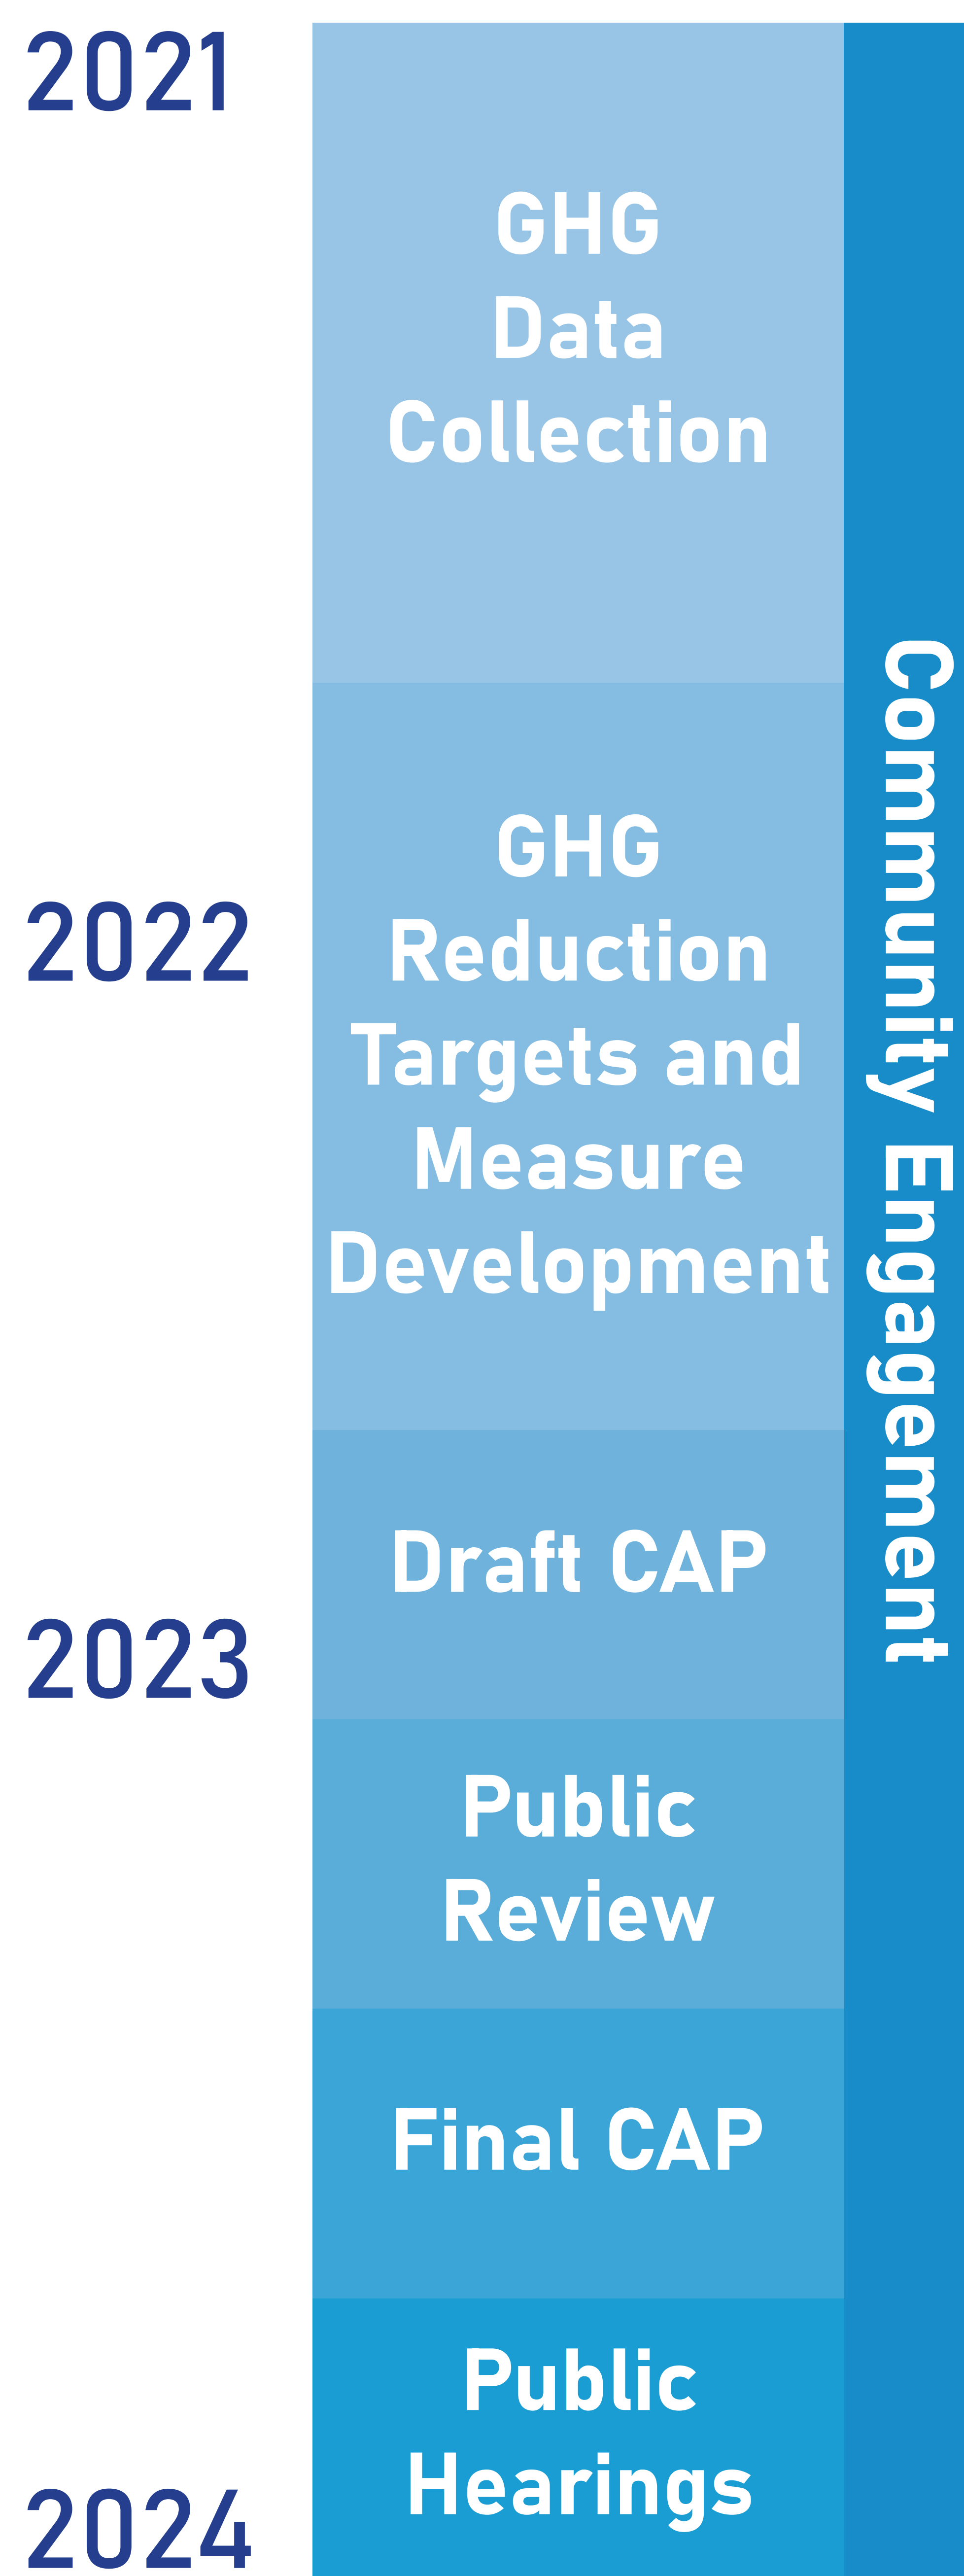 2021
GHG
Data
Collection
GHG
Reduction
Targets and
Measure
Development
2022
Draft CAP
2023
Public
Review
Final CAP
Public
Hearings
2024
Community Engagement